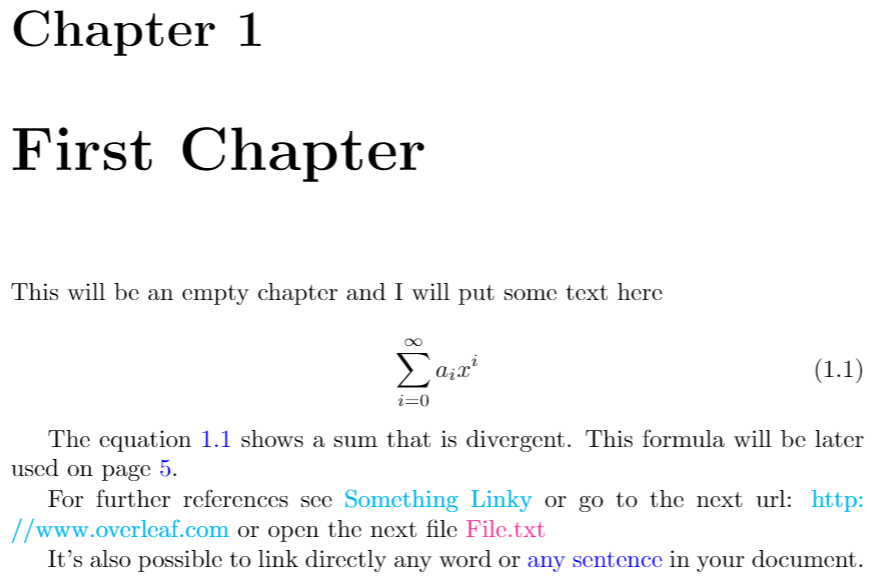 Chapter 1
First Chapter
This will be an empty chapter and I will put some text here
∑_{i=0}^{∞} a_i x^i (1.1)
The equation 1.1 shows a sum that is divergent. This formula will be later
used on page 5.
For further references see Something Linky or go to the next url: http:
//www.overleaf.com or open the next file File.txt
It's also possible to link directly any word or any sentence in your document.